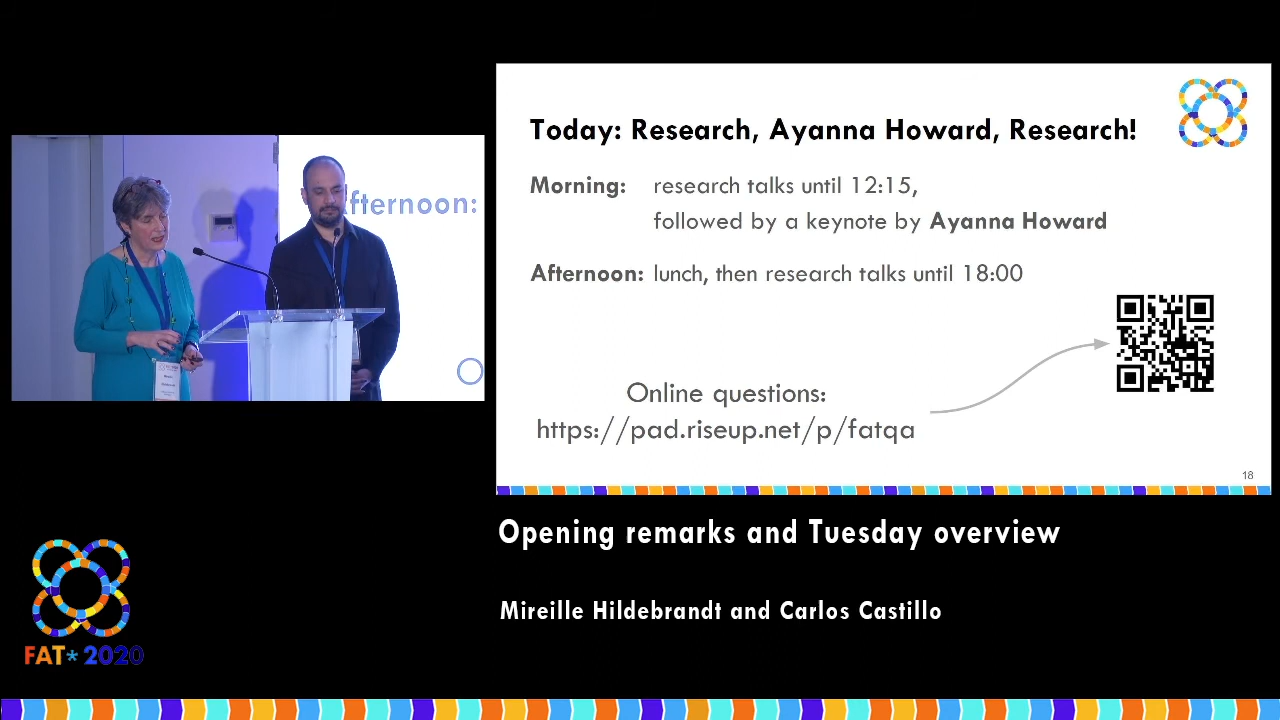 fternoon:
Today: Research, Ayanna Howard, Research!
Morning: research talks until 12:15,
followed by a keynote by Ayanna Howard
Afternoon: lunch, then research talks until 18:00
Online questions:
https://pad.riseup.net/p/fatqa
18
Opening remarks and Tuesday overview
Mireille Hildebrandt and Carlos Castillo
FAT* 2020